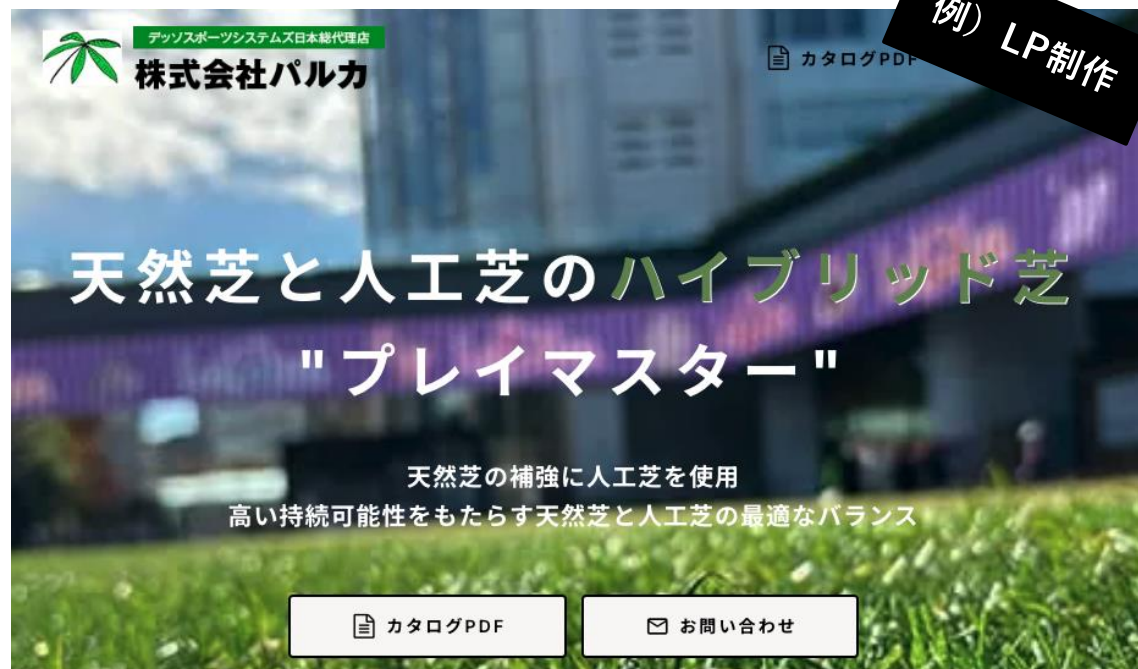 デッソスポーツシステムズ日本総代理店
株式会社パルカ
カタログPDF
例）LP制作
天然芝と人工芝のハイブリッド芝
"プレイマスター"
天然芝の補強に人工芝を使用
高い持続可能性をもたらす天然芝と人工芝の最適なバランス
カタログPDF
お問い合わせ